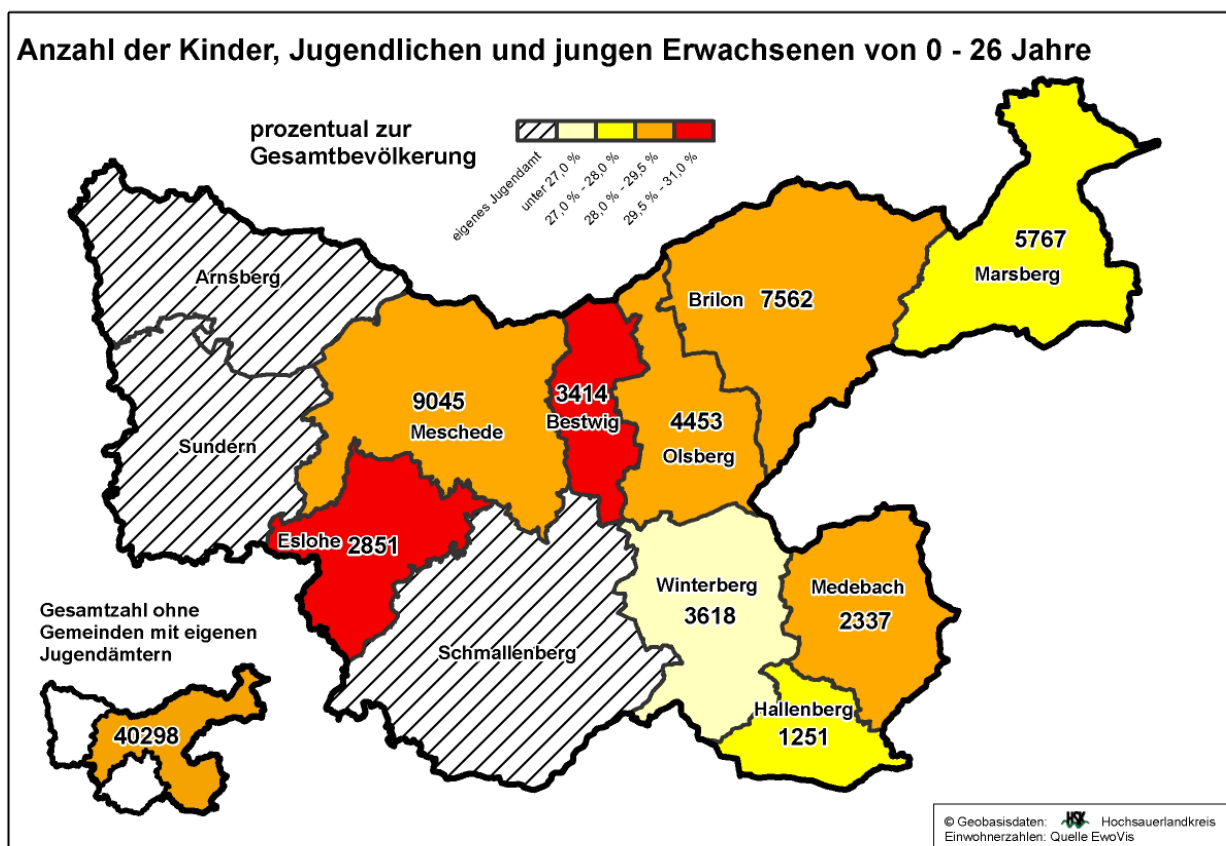 Anzahl der Kinder, Jugendlichen und jungen Erwachsenen von 0 - 26 Jahre
prozentual zur
Gesamtbevölkerung
eigenes Jugendamt
unter 27,0 %
27,0 % - 28,0 %
28,0 % - 29,5 %
29,5 % - 31,0 %
Arnsberg
Sundern
9045
Meschede
3414
Bestwig
4453
Olsberg
Brilon 7562
5767
Marsberg
Eslohe 2851
Schmallenberg
Winterberg
3618
Medebach
2337
Hallenberg
1251
Gesamtzahl ohne
Gemeinden mit eigenen
Jugendämtern
40298
© Geobasisdaten: HSK Hochsauerlandkreis
Einwohnerzahlen: Quelle EwoVis